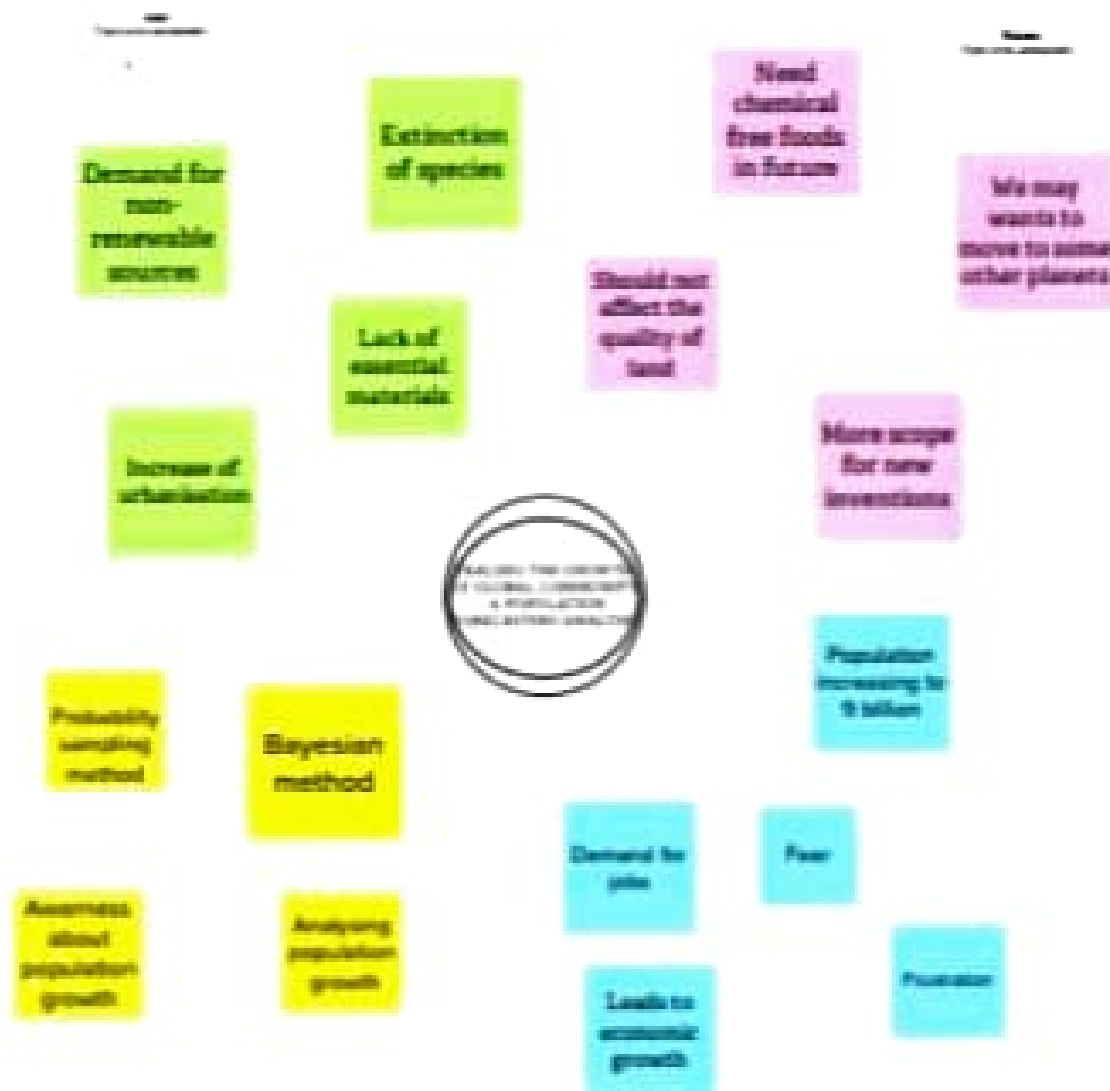 Extinction
of species
Demand for
non-
renewable
sources
Lack of
essential
materials
Increase of
urbanisation
Need
chemical
free foods
in future
We may
wants to
move to some
other planets
Should not
affect the
quality of
land
More scope
for new
inventions
Probability
sampling
method
Bayesian
method
Awarness
about
population
growth
Analysing
population
growth
Population
increasing to
9 billion
Demand for
jobs
Fear
Frustration
Leads to
economic
growth